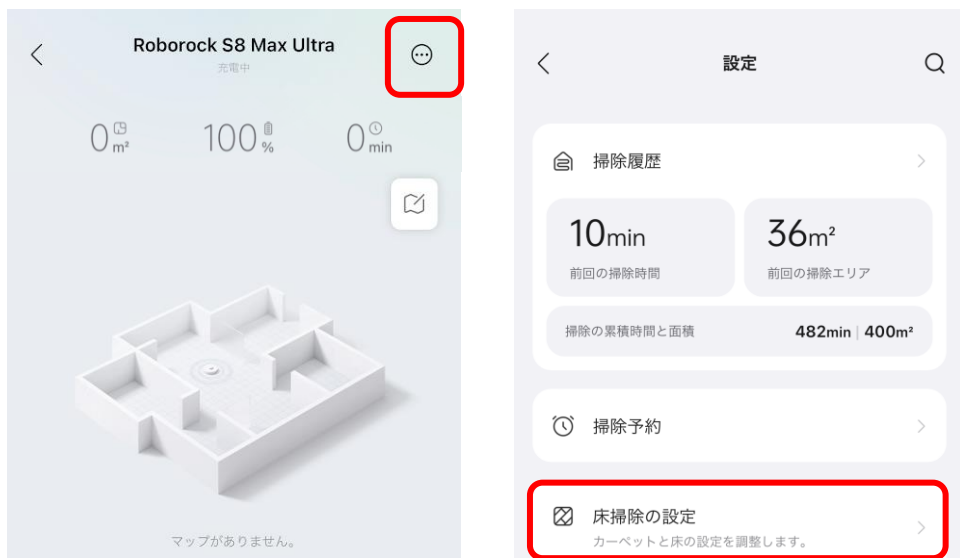 Roborock S8 Max Ultra
充電中
0 m²
100 %
0 min
マップがありません。
設定
掃除履歴
10min
前回の掃除時間
36m²
前回の掃除エリア
掃除の累積時間と面積 482min | 400m²
掃除予約
床掃除の設定
カーペットと床の設定を調整します。